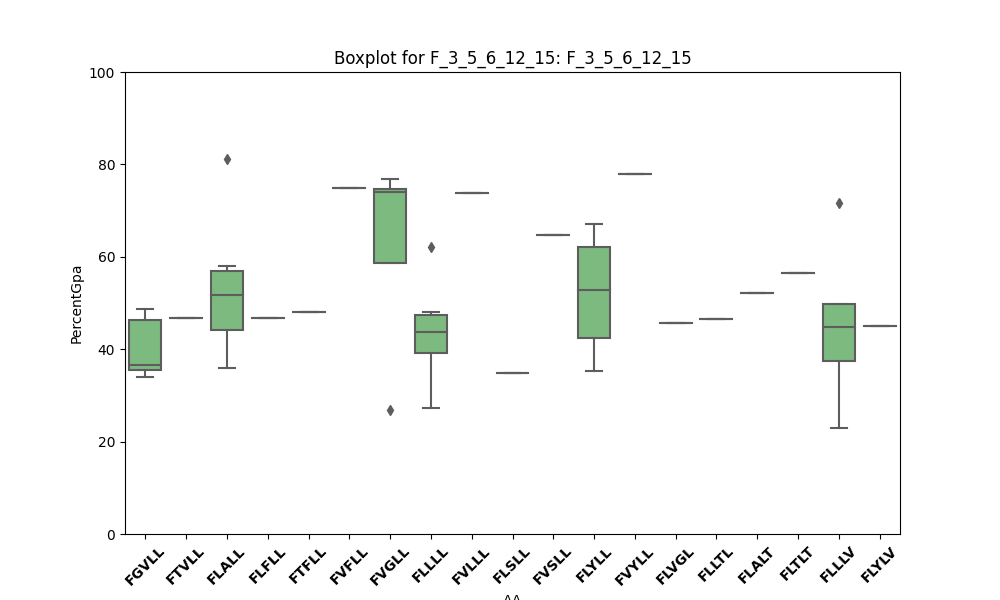 Boxplot for F_3_5_6_12_15: F_3_5_6_12_15
100
80
60
40
20
0
PercentGpa
FGVLL
FTVLL
FLALL
FLFLL
FTFLL
FVFLL
FVGLL
FLLLL
FVLLL
FLSLL
FVSLL
FLYLL
FVYLL
FLVGL
FLLTL
FLALT
FLTLT
FLLLV
FLYLV
AA